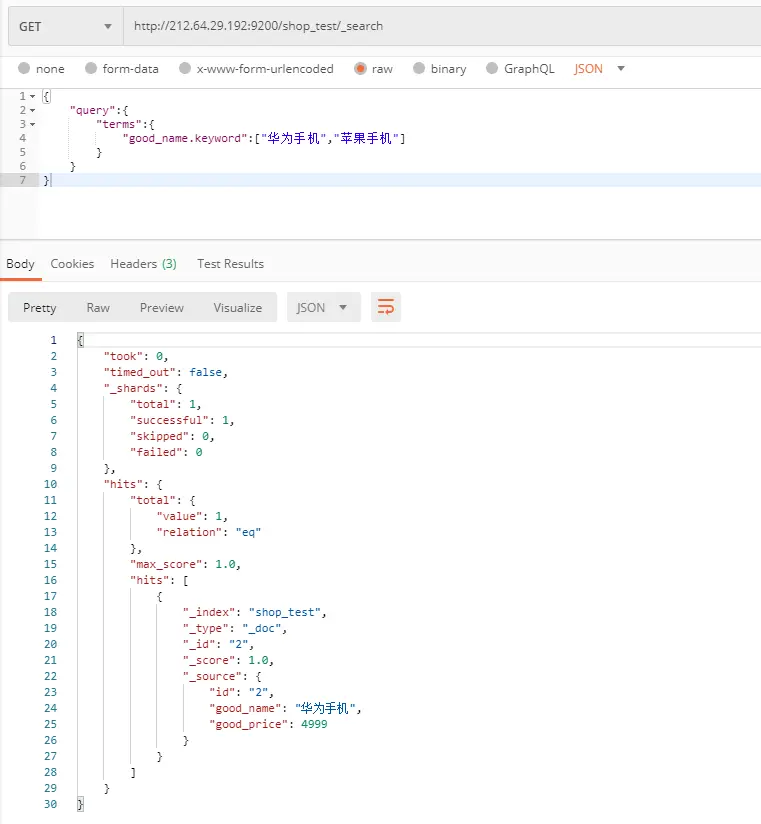 GET http://212.64.29.192:9200/shop_test/_search
none form-data x-www-form-urlencoded raw binary GraphQL JSON
1 {
2 "query":{
3 "terms":{
4 "good_name.keyword":["华为手机","苹果手机"]
5 }
6 }
7 }
Body Cookies Headers (3) Test Results
Pretty Raw Preview Visualize JSON
1 {
2 "took": 0,
3 "timed_out": false,
4 "_shards": {
5 "total": 1,
6 "successful": 1,
7 "skipped": 0,
8 "failed": 0
9 },
10 "hits": {
11 "total": {
12 "value": 1,
13 "relation": "eq"
14 },
15 "max_score": 1.0,
16 "hits": [
17 {
18 "_index": "shop_test",
19 "_type": "_doc",
20 "_id": "2",
21 "_score": 1.0,
22 "_source": {
23 "id": "2",
24 "good_name": "华为手机",
25 "good_price": 4999
26 }
27 }
28 ]
29 }
30 }